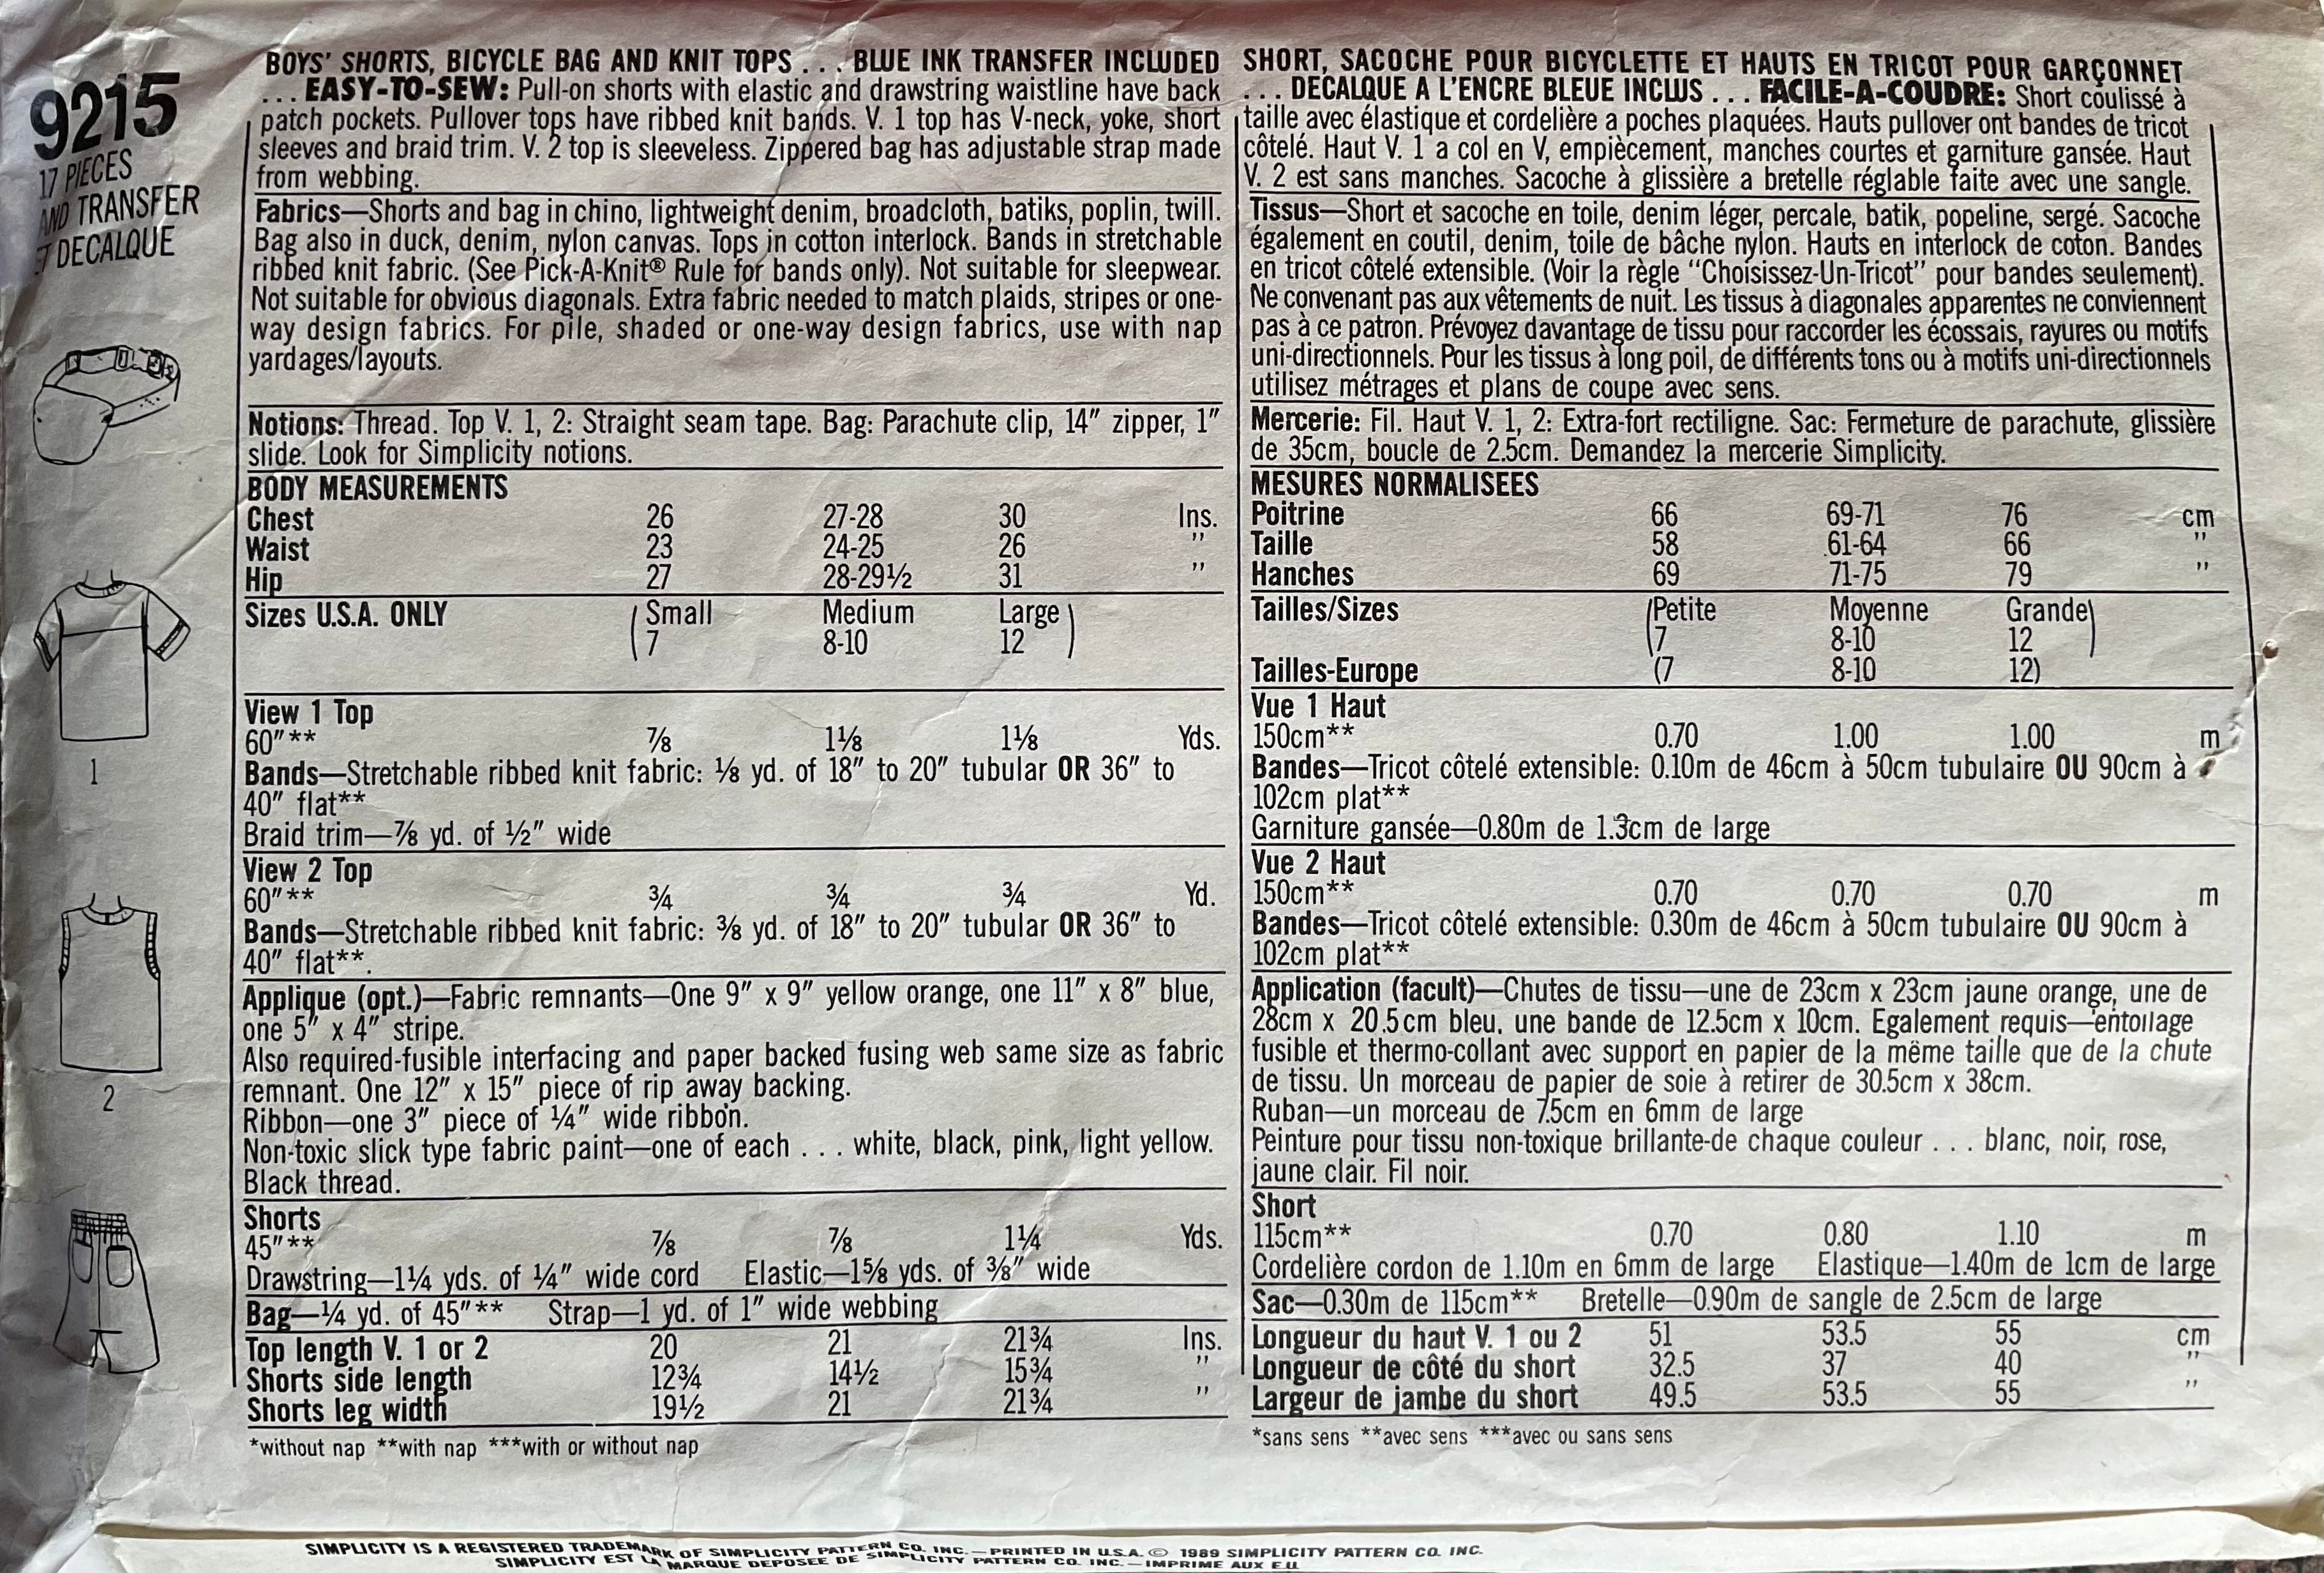 9215
17 PIECES
AND TRANSFER
ET DECALQUE
1
2
BOYS' SHORTS, BICYCLE BAG AND KNIT TOPS . . . BLUE INK TRANSFER INCLUDED
. . . EASY-TO-SEW: Pull-on shorts with elastic and drawstring waistline have back
patch pockets. Pullover tops have ribbed knit bands. V. 1 top has V-neck, yoke, short
sleeves and braid trim. V. 2 top is sleeveless. Zippered bag has adjustable strap made
from webbing.
Fabrics—Shorts and bag in chino, lightweight denim, broadcloth, batiks, poplin, twill.
Bag also in duck, denim, nylon canvas. Tops in cotton interlock. Bands in stretchable
ribbed knit fabric. (See Pick-A-Knit® Rule for bands only). Not suitable for sleepwear.
Not suitable for obvious diagonals. Extra fabric needed to match plaids, stripes or one-
way design fabrics. For pile, shaded or one-way design fabrics, use with nap
yardages/layouts.
Notions: Thread. Top V. 1, 2: Straight seam tape. Bag: Parachute clip, 14″ zipper, 1″
slide. Look for Simplicity notions.
BODY MEASUREMENTS
Chest 26 27-28 30 Ins.
Waist 23 24-25 26 ″
Hip 27 28-29½ 31 ″
Sizes U.S.A. ONLY (Small Medium Large)
7 8-10 12
View 1 Top
60″** ⅞ 1⅛ 1⅛ Yds.
Bands—Stretchable ribbed knit fabric: ⅛ yd. of 18″ to 20″ tubular OR 36″ to
40″ flat**
Braid trim—⅞ yd. of ½″ wide
View 2 Top
60″** ¾ ¾ ¾ Yd.
Bands—Stretchable ribbed knit fabric: ⅜ yd. of 18″ to 20″ tubular OR 36″ to
40″ flat**.
Applique (opt.)—Fabric remnants—One 9″ x 9″ yellow orange, one 11″ x 8″ blue,
one 5″ x 4″ stripe.
Also required-fusible interfacing and paper backed fusing web same size as fabric
remnant. One 12″ x 15″ piece of rip away backing.
Ribbon—one 3″ piece of ¼″ wide ribbon.
Non-toxic slick type fabric paint—one of each . . . white, black, pink, light yellow.
Black thread.
Shorts
45″** ⅞ ⅞ 1¼ Yds.
Drawstring—1¼ yds. of ¼″ wide cord Elastic—1⅝ yds. of ⅜″ wide
Bag—¼ yd. of 45″** Strap—1 yd. of 1″ wide webbing
Top length V. 1 or 2 20 21 21¾ Ins.
Shorts side length 12¾ 14½ 15¾ ″
Shorts leg width 19½ 21 21¾ ″
*without nap **with nap ***with or without nap
SHORT, SACOCHE POUR BICYCLETTE ET HAUTS EN TRICOT POUR GARÇONNET
. . . DECALQUE A L'ENCRE BLEUE INCLUS . . . FACILE-A-COUDRE: Short coulissé à
taille avec élastique et cordelière a poches plaquées. Hauts pullover ont bandes de tricot
côtelé. Haut V. 1 a col en V, empiècement, manches courtes et garniture gansée. Haut
V. 2 est sans manches. Sacoche à glissière a bretelle réglable faite avec une sangle.
Tissus—Short et sacoche en toile, denim léger, percale, batik, popeline, sergé. Sacoche
également en coutil, denim, toile de bâche nylon. Hauts en interlock de coton. Bandes
en tricot côtelé extensible. (Voir la règle "Choisissez-Un-Tricot" pour bandes seulement).
Ne convenant pas aux vêtements de nuit. Les tissus à diagonales apparentes ne conviennent
pas à ce patron. Prévoyez davantage de tissu pour raccorder les écossais, rayures ou motifs
uni-directionnels. Pour les tissus à long poil, de différents tons ou à motifs uni-directionnels
utilisez métrages et plans de coupe avec sens.
Mercerie: Fil. Haut V. 1, 2: Extra-fort rectiligne. Sac: Fermeture de parachute, glissière
de 35cm, boucle de 2.5cm. Demandez la mercerie Simplicity.
MESURES NORMALISEES
Poitrine 66 69-71 76 cm
Taille 58 61-64 66 ″
Hanches 69 71-75 79 ″
Tailles/Sizes (Petite Moyenne Grande)
7 8-10 12
Tailles-Europe (7 8-10 12)
Vue 1 Haut
150cm** 0.70 1.00 1.00 m
Bandes—Tricot côtelé extensible: 0.10m de 46cm à 50cm tubulaire OU 90cm à
102cm plat**
Garniture gansée—0.80m de 1.3cm de large
Vue 2 Haut
150cm** 0.70 0.70 0.70 m
Bandes—Tricot côtelé extensible: 0.30m de 46cm à 50cm tubulaire OU 90cm à
102cm plat**
Application (facult)—Chutes de tissu—une de 23cm x 23cm jaune orange, une de
28cm x 20.5cm bleu, une bande de 12.5cm x 10cm. Egalement requis—entoilage
fusible et thermo-collant avec support en papier de la même taille que de la chute
de tissu. Un morceau de papier de soie à retirer de 30.5cm x 38cm.
Ruban—un morceau de 7.5cm en 6mm de large
Peinture pour tissu non-toxique brillante-de chaque couleur . . . blanc, noir, rose,
jaune clair. Fil noir.
Short
115cm** 0.70 0.80 1.10 m
Cordelière cordon de 1.10m en 6mm de large Elastique—1.40m de 1cm de large
Sac—0.30m de 115cm** Bretelle—0.90m de sangle de 2.5cm de large
Longueur du haut V. 1 ou 2 51 53.5 55 cm
Longueur de côté du short 32.5 37 40 ″
Largeur de jambe du short 49.5 53.5 55 ″
*sans sens **avec sens ***avec ou sans sens
SIMPLICITY IS A REGISTERED TRADEMARK OF SIMPLICITY PATTERN CO. INC.—PRINTED IN U.S.A. © 1989 SIMPLICITY PATTERN CO. INC.
SIMPLICITY EST LA MARQUE DEPOSEE DE SIMPLICITY PATTERN CO. INC.—IMPRIME AUX E.U.